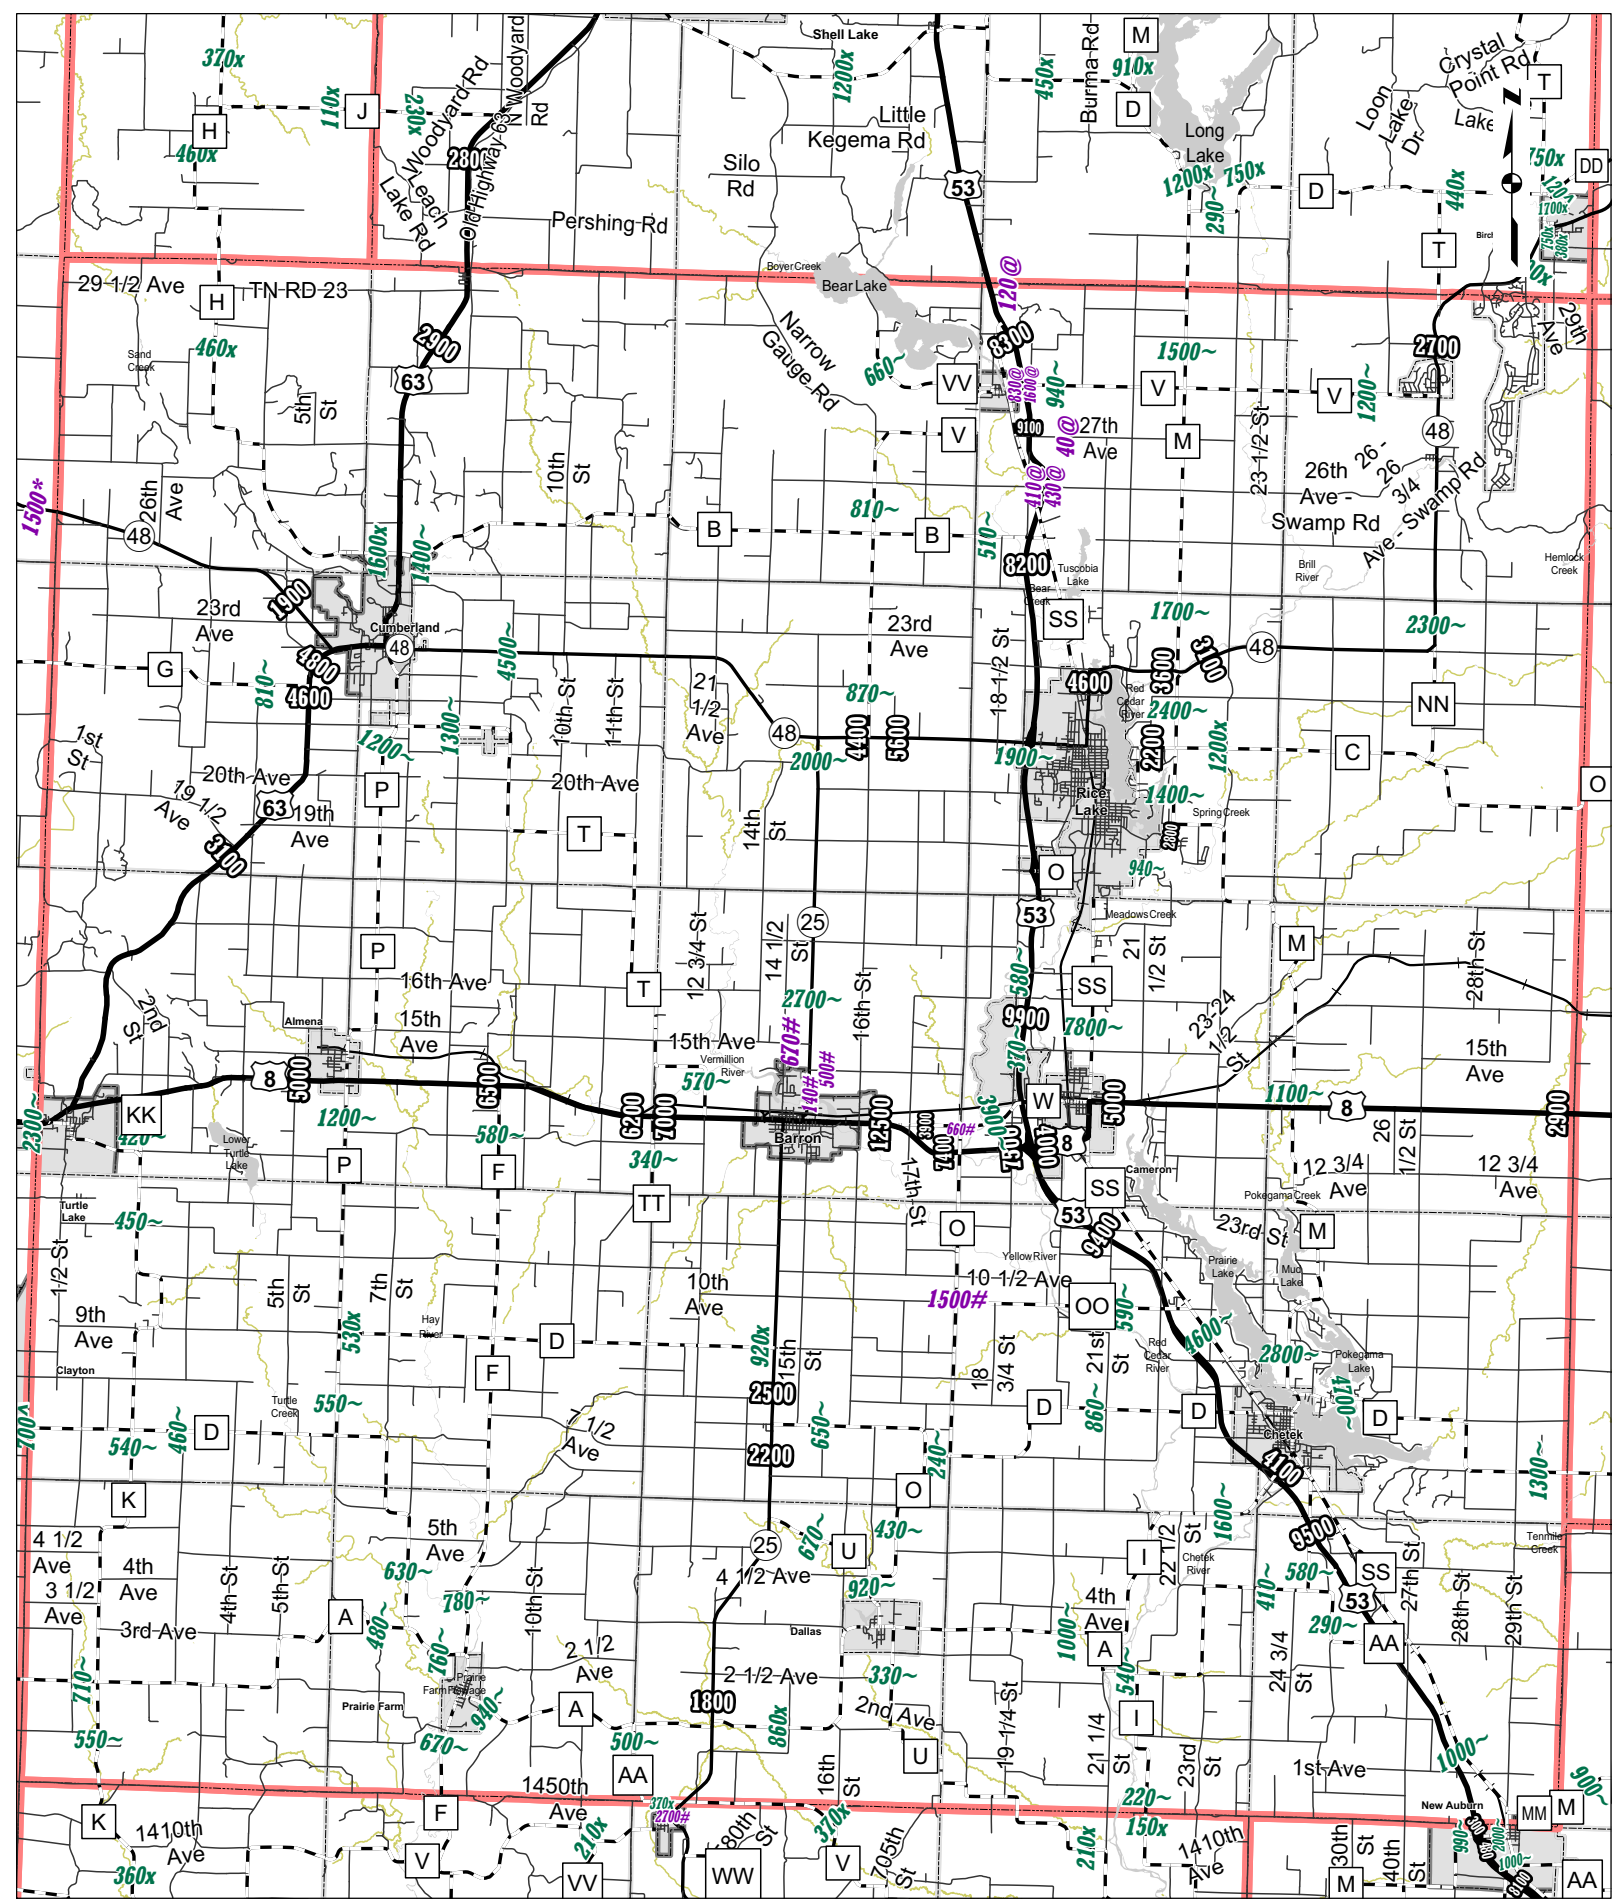 Shell Lake
Woodyard
Rd
Woodyard Rd
Burma Rd
M
Crystal
Point Rd
T
370x
1200x
450x
910x
110x
J
230x
H
460x
Little
Kegema Rd
D
Loon
Lake
Dr
Lake
N
Long
Lake
2800
Old Highway 63
Leach
Lake Rd
Silo
Rd
53
1200x
750x
290~
D
440x
750x
DD
1200x
1700x
750x
380x
Pershing Rd
T
Boyer Creek
Bear Lake
120@
29 1/2 Ave
H
TN RD 23
29th
Ave
Sand
Creek
460x
2900
63
Narrow
Gauge Rd
660~
VV
8300
830@
1600@
940~
1500~
V
V
1200~
2700
5th
St
V
9100
40@
27th
Ave
M
23 1/2 St
48
1500*
26th
Ave
48
10th
St
810~
410@
430@
26th
Ave -
Swamp Rd
26 -
26
3/4
Ave - Swamp Rd
1600x
1400~
B
B
510~
8200
Tuscobia
Lake
Bear
Creek
Brill
River
Hemlock
Creek
1900
23rd
Ave
Cumberland
48
4500~
23rd
Ave
18 1/2 St
SS
1700~
3100
48
2300~
G
810~
4800
4600
1300~
1200~
10th St
11th St
21
1/2
Ave
48
2000~
870~
4400
5600
1900~
4600
Red
Cedar
River
3600
2400~
2200
1200x
NN
C
1st
St
20th Ave
19 1/2
Ave
63
19th
Ave
P
20th Ave
T
14th
St
Rice
Lake
1400~
Spring Creek
2800
O
3100
O
940~
25
53
Meadows Creek
P
16th Ave
T
12 3/4 St
14 1/2
St
16th St
580~
SS
21
1/2 St
M
28th St
2nd
St
Almena
15th
Ave
15th Ave
2700~
670#
500#
140#
Vermillion
River
570~
9900
370~
7800~
23-24
1/2
St
15th
Ave
8
5000
6500
6200
7000
2300~
KK
420~
1200~
580~
340~
Barron
12500
7400
660#
3900~
7500
W
8
5000
1100~
8
2900
Lower
Turtle
Lake
P
F
TT
17th St
O
SS
Cameron
26
1/2 St
12 3/4
Ave
12 3/4
Ave
Pokegama Creek
Turtle
Lake
450~
1/2 St
53
9400
23rd St
M
Yellow River
10 1/2 Ave
1500#
OO
590~
Prairie
Lake
Mud
Lake
5th
St
7th
St
10th
Ave
9th
Ave
530x
Hay
River
D
920x
15th
St
Red
Cedar
River
4600~
2800~
Pokegama
Lake
Clayton
F
18
3/4 St
21st
St
4700~
Turtle
Creek
550~
2500
700~
540~
460~
D
7 1/2
Ave
650~
2200
D
860~
D
D
Chetek
240~
4100
1300~
K
O
1600~
4 1/2
Ave
4th
Ave
3 1/2
Ave
5th
Ave
630~
25
670~
U
430~
I
22 1/2
St
Chetek
River
9500
580~
SS
Tenmile
Creek
4th St
5th St
780~
10th St
4 1/2 Ave
920~
4th
Ave
410~
53
27th St
28th St
29th St
3rd Ave
A
480~
760~
2 1/2
Ave
Dallas
1000~
A
290~
AA
710~
Prairie
Prairie Farm
940~
2 1/2 Ave
330~
540~
24 3/4
St
1800
19 1/4 St
I
550~
670~
A
500~
860x
2nd Ave
U
21 1/4
St
23rd
St
1000~
AA
16th
St
1st Ave
900~
K
F
1450th
Ave
370x
2700#
220~
150x
New Auburn
MM
M
1410th
Ave
360x
V
210x
VV
WW
80th
St
370x
V
705th
St
210x
1410th
Ave
30th
St
M
40th
St
990~
2000~
1000~
AA